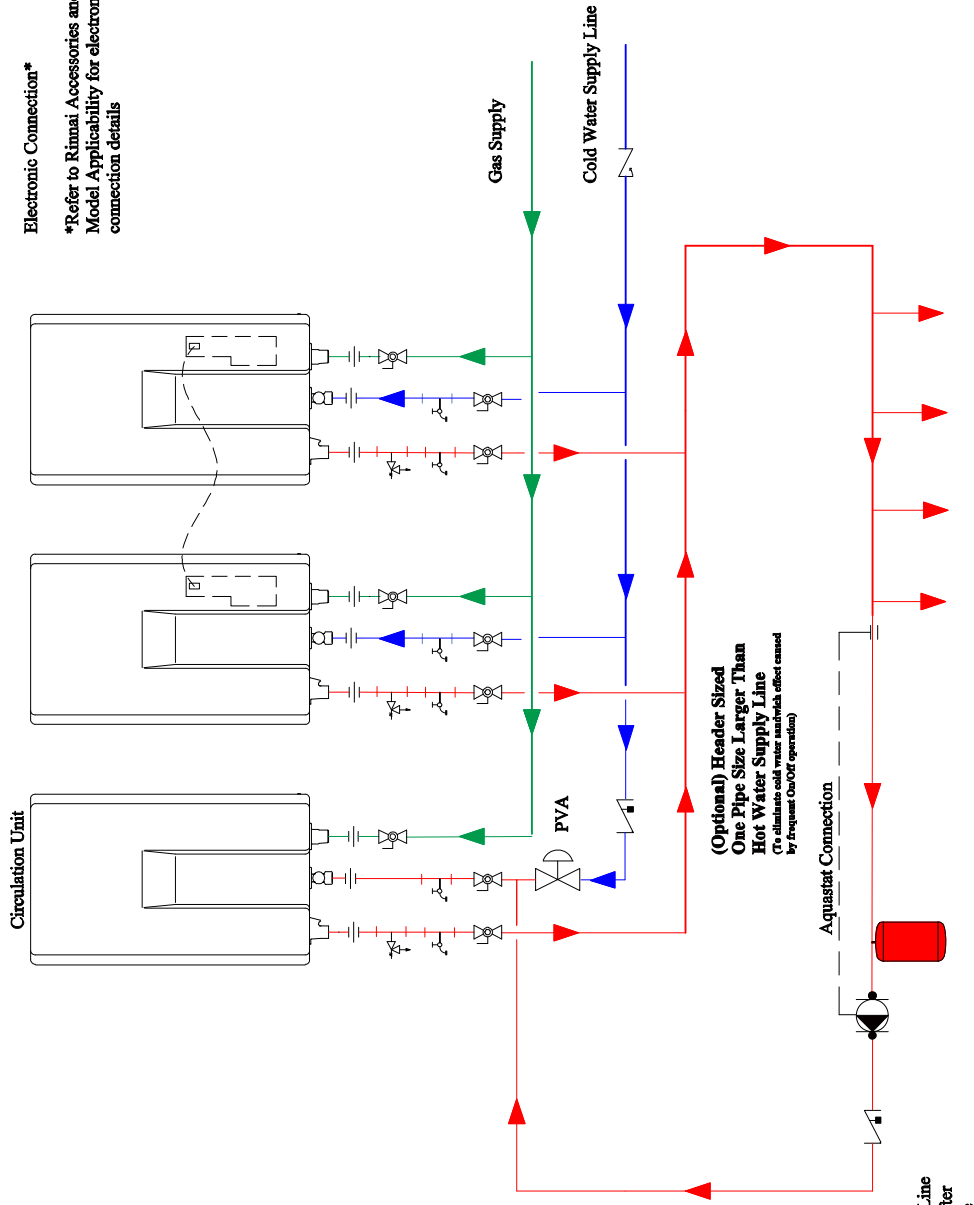 Electronic Connection*
*Refer to Rinnai Accessories and
Model Applicability for electron
connection details
Circulation Unit
Gas Supply
Cold Water Supply Line
PVA
(Optional) Header Sized
One Pipe Size Larger Than
Hot Water Supply Line
(To eliminate cold water sandwich effect caused
by frequent On/Off operation)
Aquastat Connection
Line
ter